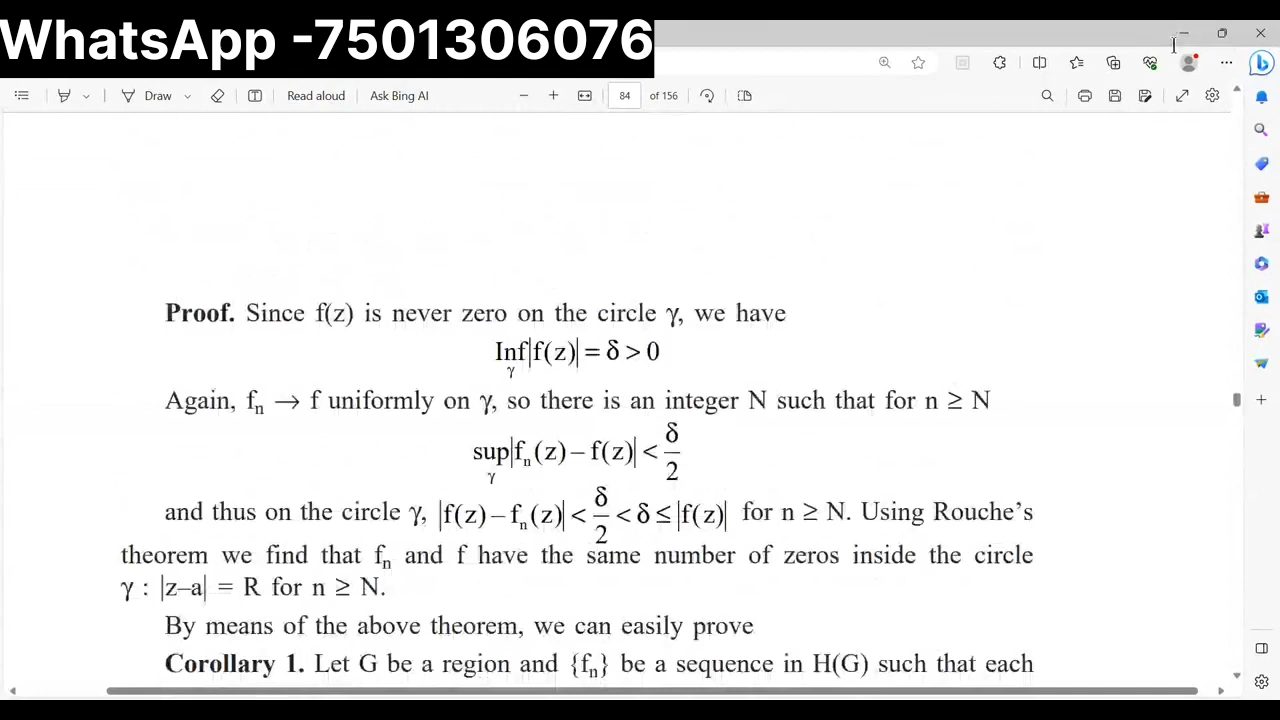 WhatsApp -7501306076
Draw
Read aloud
Ask Bing AI
84 of 156
Proof. Since f(z) is never zero on the circle γ, we have
Inf|f(z)| = δ > 0
γ
Again, fₙ → f uniformly on γ, so there is an integer N such that for n ≥ N
sup|fₙ(z) – f(z)| < δ/2
γ
and thus on the circle γ, |f(z) – fₙ(z)| < δ/2 < δ ≤ |f(z)| for n ≥ N. Using Rouche's
theorem we find that fₙ and f have the same number of zeros inside the circle
γ : |z–a| = R for n ≥ N.
By means of the above theorem, we can easily prove
Corollary 1. Let G be a region and {fₙ} be a sequence in H(G) such that each